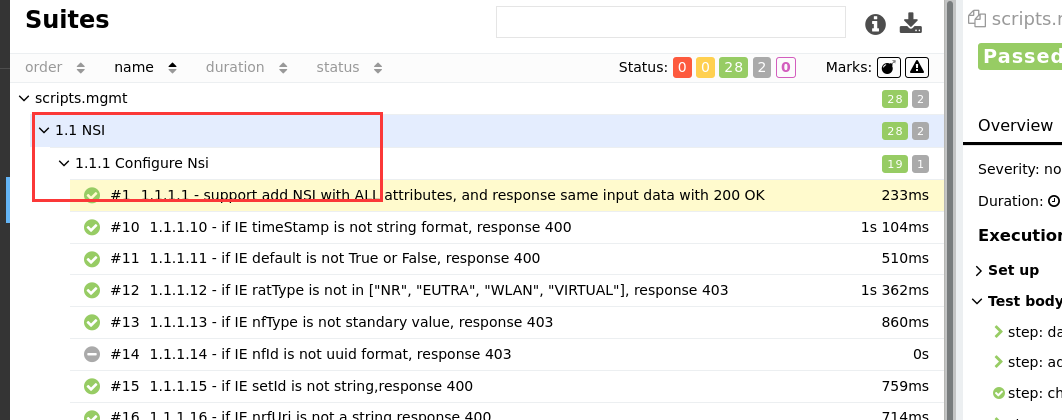 Suites
order name duration status Status: 0 0 28 2 0 Marks:
scripts.mgmt 28 2
1.1 NSI 28 2
1.1.1 Configure Nsi 19 1
#1 1.1.1.1 - support add NSI with ALL attributes, and response same input data with 200 OK 233ms
#10 1.1.1.10 - if IE timeStamp is not string format, response 400 1s 104ms
#11 1.1.1.11 - if IE default is not True or False, response 400 510ms
#12 1.1.1.12 - if IE ratType is not in ["NR", "EUTRA", "WLAN", "VIRTUAL"], response 403 1s 362ms
#13 1.1.1.13 - if IE nfType is not standary value, response 403 860ms
#14 1.1.1.14 - if IE nfId is not uuid format, response 403 0s
#15 1.1.1.15 - if IE setId is not string,response 400 759ms
#16 1.1.1.16 - if IE nrfUri is not a string,response 400 714ms
scripts.
Passed
Overview
Severity: no
Duration:
Execution
Set up
Test body
step: da
step: ad
step: ch